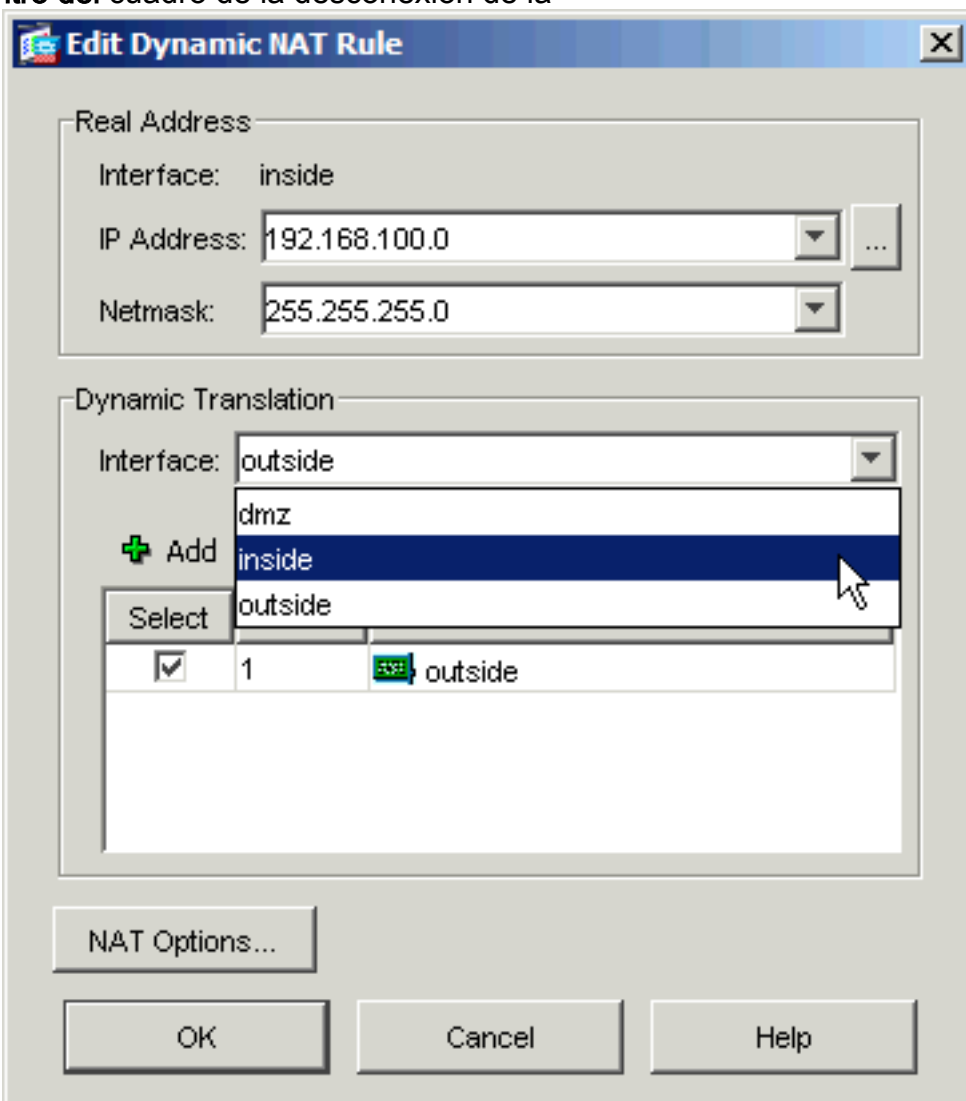 cuadro de la desconexión de la
Edit Dynamic NAT Rule
Real Address
Interface: inside
IP Address: 192.168.100.0
...
Netmask: 255.255.255.0
Dynamic Translation
Interface: outside
dmz
Add
inside
Select
outside
1 outside
NAT Options...
OK Cancel Help